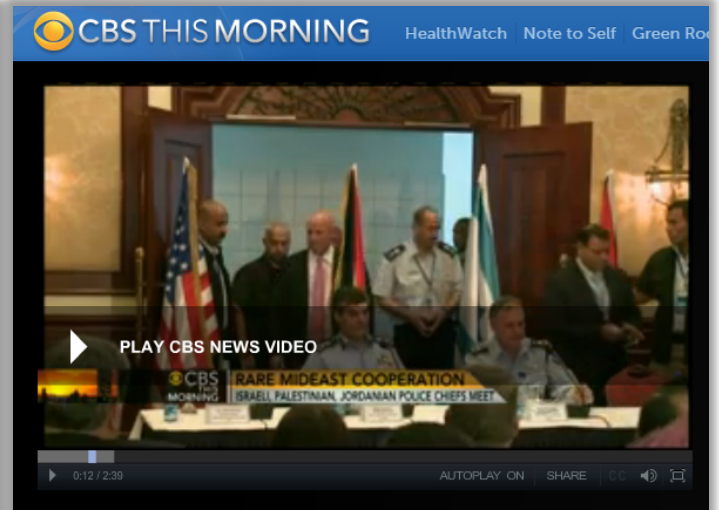 CBS THIS MORNING
HealthWatch Note to Self Green Roo
PLAY CBS NEWS VIDEO
CBS THIS MORNING
RARE MIDEAST COOPERATION
ISRAELI, PALESTINIAN, JORDANIAN POLICE CHIEFS MEET
0:12 / 2:39 AUTOPLAY ON SHARE CC